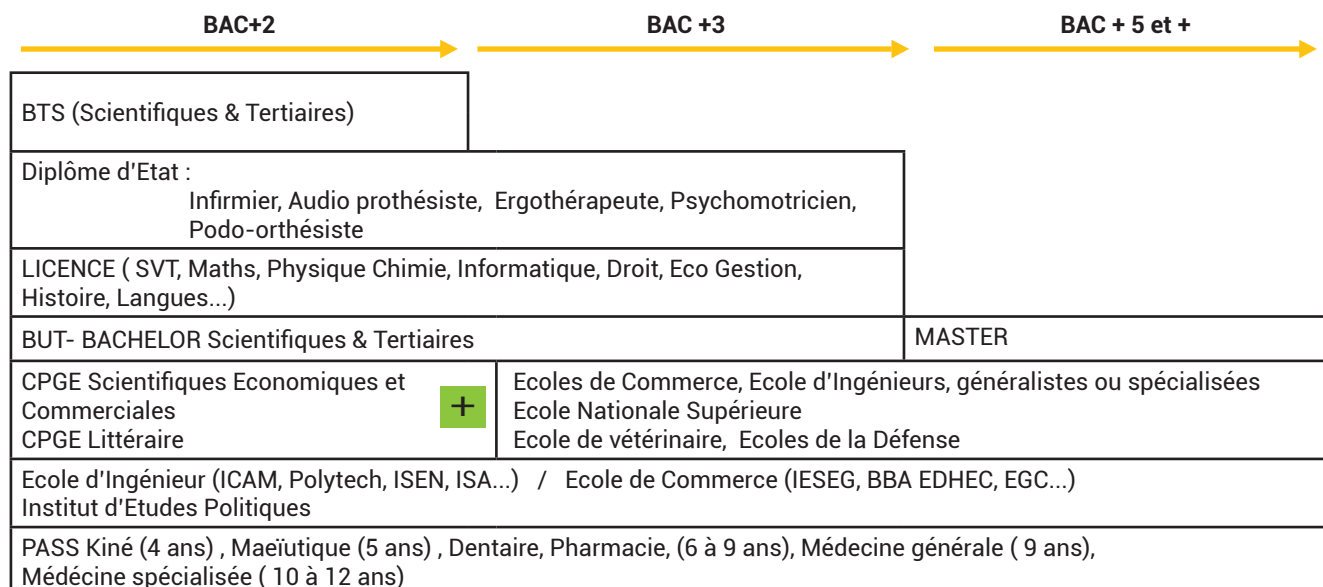 BAC+2
BAC +3
BAC + 5 et +
BTS (Scientifiques & Tertiaires)
Diplôme d'Etat :
Infirmier, Audio prothésiste, Ergothérapeute, Psychomotricien,
Podo-orthésiste
LICENCE ( SVT, Maths, Physique Chimie, Informatique, Droit, Eco Gestion,
Histoire, Langues...)
BUT- BACHELOR Scientifiques & Tertiaires
MASTER
CPGE Scientifiques Economiques et
Commerciales
CPGE Littéraire
+
Ecoles de Commerce, Ecole d'Ingénieurs, généralistes ou spécialisées
Ecole Nationale Supérieure
Ecole de vétérinaire, Ecoles de la Défense
Ecole d'Ingénieur (ICAM, Polytech, ISEN, ISA...) / Ecole de Commerce (IESEG, BBA EDHEC, EGC...)
Institut d'Etudes Politiques
PASS Kiné (4 ans) , Maeïutique (5 ans) , Dentaire, Pharmacie, (6 à 9 ans), Médecine générale ( 9 ans),
Médécine spécialisée ( 10 à 12 ans)